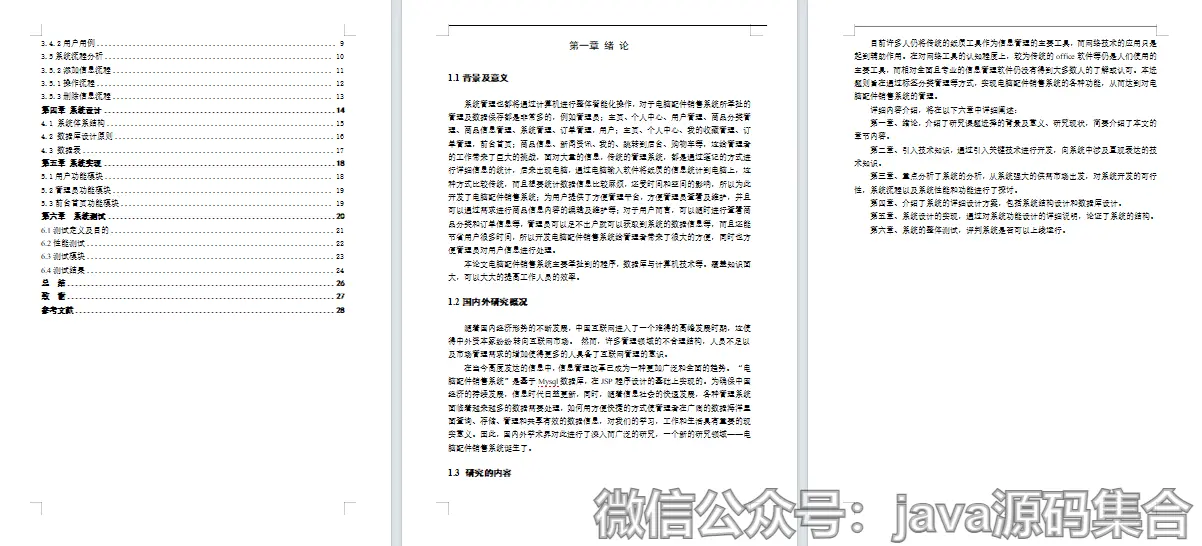 3.4.2 用户用例 9
3.5 系统流程分析 10
3.5.2 添加信息流程 11
3.5.1 操作流程 12
3.5.3 删除信息流程 13
第四章 系统设计 14
4.1 系统体系结构 15
4.2 数据库设计原则 16
4.3 数据表 17
第五章 系统实现 18
5.1 用户功能模块 18
5.2 管理员功能模块 19
5.3 前台首页功能模块 19
第六章 系统测试 20
6.1 测试定义及目的 21
6.2 性能测试 22
6.3 测试模块 23
6.4 测试结果 24
总 结 26
致 谢 27
参考文献 28
第一章 绪 论
1.1 背景及意义
系统管理也都将通过计算机进行整体智能化操作，对于电脑配件销售系统所牵扯的
管理及数据保存都是非常多的，例如管理员；主页、个人中心、用户管理、商品分类管
理、商品信息管理、系统管理、订单管理，用户；主页、个人中心、我的收藏管理、订
单管理，前台首页；商品信息、新闻资讯、我的、跳转到后台、购物车等，这给管理者
的工作带来了巨大的挑战，面对大量的信息，传统的管理系统，都是通过笔记的方式进
行详细信息的统计，后来出现电脑，通过电脑输入软件将纸质的信息统计到电脑上，这
种方式比较传统，而且想要统计数据信息比较麻烦，还受时间和空间的影响，所以为此
开发了电脑配件销售系统；为用户提供了方便管理平台，方便管理员查看及维护，并且
可以通过需求进行商品信息内容的编辑及维护等；对于用户而言，可以随时进行查看商
品分类和订单信息等，管理员可以足不出户就可以获取到系统的数据信息等，而且还能
节省用户很多时间，所以开发电脑配件销售系统给管理者带来了很大的方便，同时也方
便管理员对用户信息进行处理。
本论文电脑配件销售系统主要牵扯到的程序，数据库与计算机技术等。覆盖知识面
大，可以大大的提高工作人员的效率。
1.2 国内外研究概况
随着国内经济形势的不断发展，中国互联网进入了一个难得的高峰发展时期，这使
得中外资本家纷纷转向互联网市场。 然而，许多管理领域的不合理结构，人员不足以
及市场管理需求的增加使得更多的人具备了互联网管理的意识。
在当今高度发达的信息中，信息管理改革已成为一种更加广泛和全面的趋势。 “电
脑配件销售系统”是基于 Mysql 数据库，在 JSP 程序设计的基础上实现的。为确保中国
经济的持续发展，信息时代日益更新，同时，随着信息社会的快速发展，各种管理系统
面临着越来越多的数据需要处理，如何用方便快捷的方式使管理者在广阔的数据海洋里
面查询、存储、管理和共享有效的数据信息，对我们的学习，工作和生活具有重要的现
实意义。因此，国内外学术界对此进行了深入而广泛的研究，一个新的研究领域——电
脑配件销售系统诞生了。
1.3 研究的内容
目前许多人仍将传统的纸质工具作为信息管理的主要工具，而网络技术的应用只是
起到辅助作用。在对网络工具的认知程度上，较为传统的 office 软件等仍是人们使用的
主要工具，而相对全面且专业的信息管理软件仍没有得到大多数人的了解或认可。本选
题则旨在通过标签分类管理等方式，实现电脑配件销售系统的各种功能，从而达到对电
脑配件销售系统的管理。
详细内容介绍，将在以下六章中详细阐述：
第一章、绪论，介绍了研究课题选择的背景及意义、研究现状，简要介绍了本文的
章节内容。
第二章、引入技术知识，通过引入关键技术进行开发，向系统中涉及直观表达的技
术知识。
第三章、重点分析了系统的分析，从系统强大的供需市场出发，对系统开发的可行
性，系统流程以及系统性能和功能进行了探讨。
第四章、介绍了系统的详细设计方案，包括系统结构设计和数据库设计。
第五章、系统设计的实现，通过对系统功能设计的详细说明，论证了系统的结构。
第六章、系统的整体测试，评判系统是否可以上线运行。
微信公众号：java源码集合